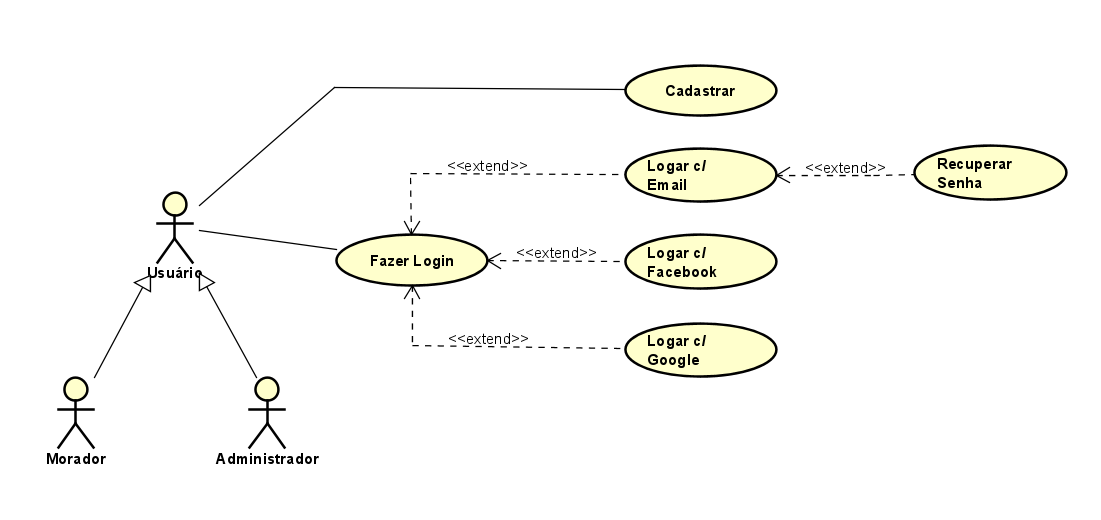 Cadastrar
<<extend>>
Logar c/
Email
<<extend>>
Recuperar
Senha
Usuário
Fazer Login
<<extend>>
Logar c/
Facebook
<<extend>>
Logar c/
Google
Morador
Administrador